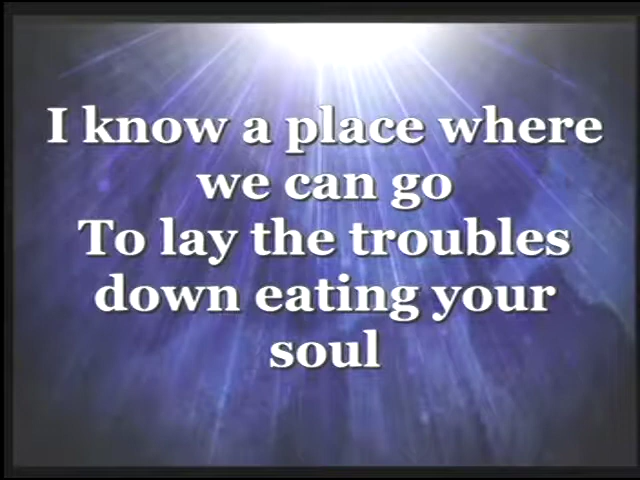 I know a place where
we can go
To lay the troubles
down eating your
soul